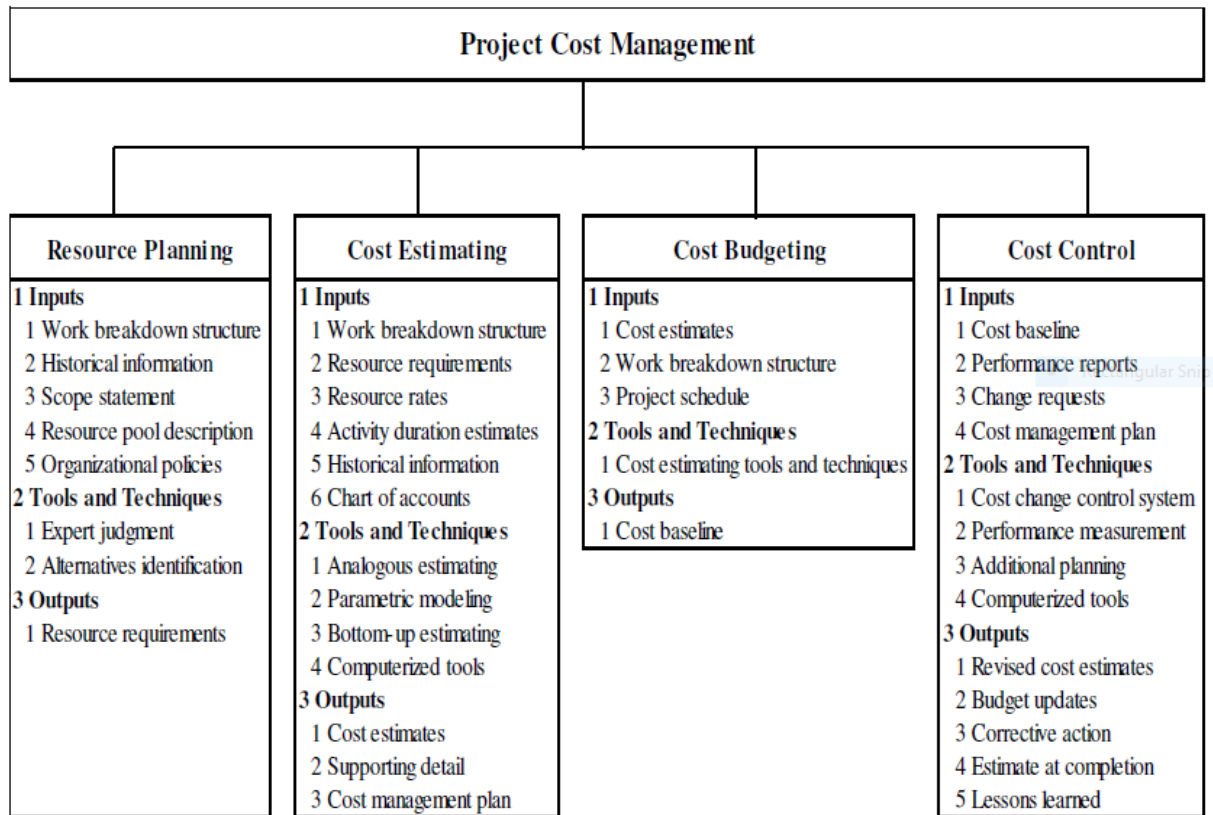 Project Cost Management
Resource Planning
1 Inputs
1 Work breakdown structure
2 Historical information
3 Scope statement
4 Resource pool description
5 Organizational policies
2 Tools and Techniques
1 Expert judgment
2 Alternatives identification
3 Outputs
1 Resource requirements
Cost Estimating
1 Inputs
1 Work breakdown structure
2 Resource requirements
3 Resource rates
4 Activity duration estimates
5 Historical information
6 Chart of accounts
2 Tools and Techniques
1 Analogous estimating
2 Parametric modeling
3 Bottom-up estimating
4 Computerized tools
3 Outputs
1 Cost estimates
2 Supporting detail
3 Cost management plan
Cost Budgeting
1 Inputs
1 Cost estimates
2 Work breakdown structure
3 Project schedule
2 Tools and Techniques
1 Cost estimating tools and techniques
3 Outputs
1 Cost baseline
Cost Control
1 Inputs
1 Cost baseline
2 Performance reports
Rectangular Snip
3 Change requests
4 Cost management plan
2 Tools and Techniques
1 Cost change control system
2 Performance measurement
3 Additional planning
4 Computerized tools
3 Outputs
1 Revised cost estimates
2 Budget updates
3 Corrective action
4 Estimate at completion
5 Lessons learned